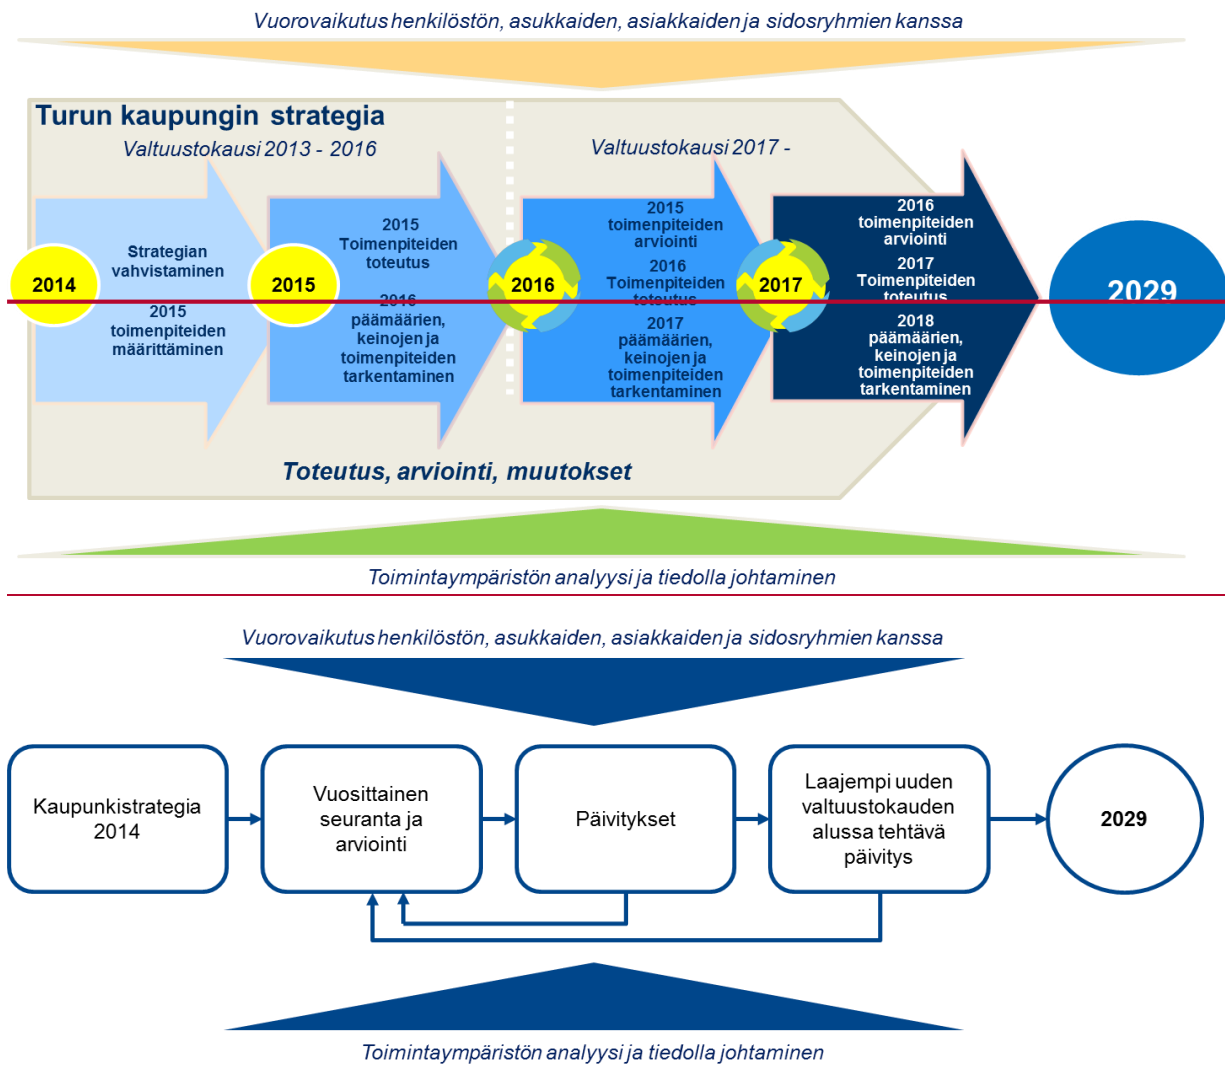 Vuorovaikutus henkilöstön, asukkaiden, asiakkaiden ja sidosryhmien kanssa
Turun kaupungin strategia
Valtuustokausi 2013 - 2016
Valtuustokausi 2017 -
2014
Strategian
vahvistaminen
2015
toimenpiteiden
määrittäminen
2015
2015
Toimenpiteiden
toteutus
2016
päämäärien,
keinojen ja
toimenpiteiden
tarkentaminen
2016
2015
toimenpiteiden
arviointi
2016
Toimenpiteiden
toteutus
2017
päämäärien,
keinojen ja
toimenpiteiden
tarkentaminen
2017
2016
toimenpiteiden
arviointi
2017
Toimenpiteiden
toteutus
2018
päämäärien,
keinojen ja
toimenpiteiden
tarkentaminen
2029
Toteutus, arviointi, muutokset
Toimintaympäristön analyysi ja tiedolla johtaminen
Vuorovaikutus henkilöstön, asukkaiden, asiakkaiden ja sidosryhmien kanssa
Kaupunkistrategia
2014
Vuosittainen
seuranta ja
arviointi
Päivitykset
Laajempi uuden
valtuustokauden
alussa tehtävä
päivitys
2029
Toimintaympäristön analyysi ja tiedolla johtaminen